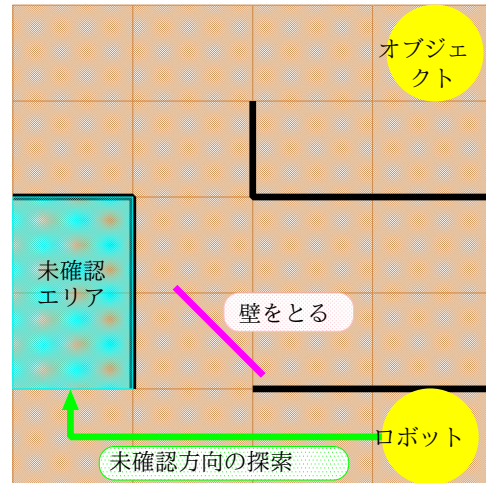 オブジェ
クト
未確認
エリア
壁をとる
ロボット
未確認方向の探索